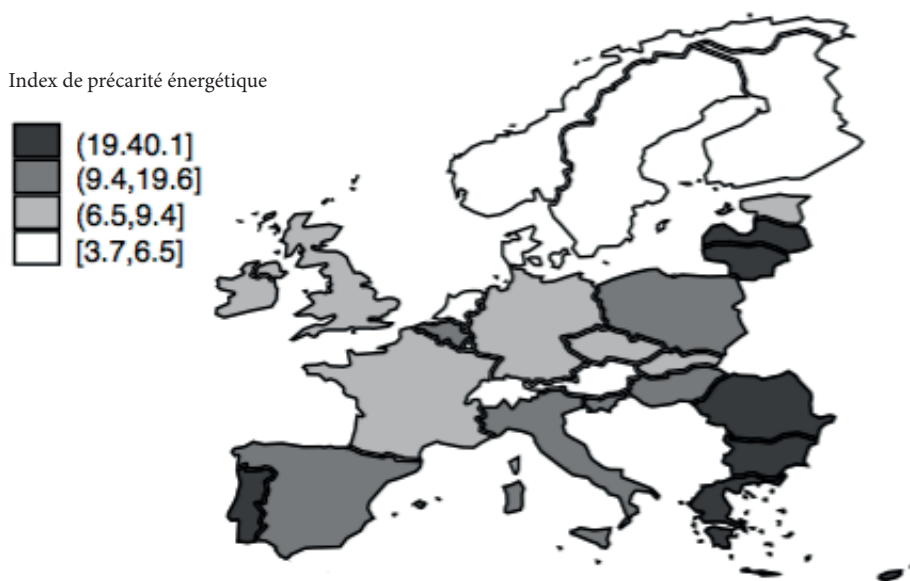 Index de précarité énergétique
(19.40.1]
(9.4,19.6]
(6.5,9.4]
[3.7,6.5]